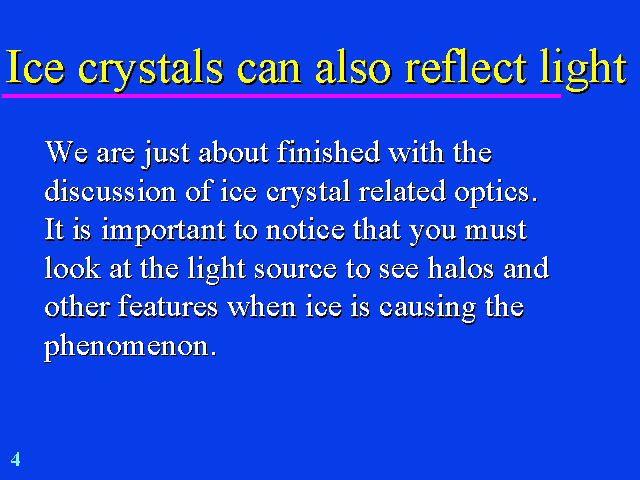 Ice crystals can also reflect light
We are just about finished with the
discussion of ice crystal related optics.
It is important to notice that you must
look at the light source to see halos and
other features when ice is causing the
phenomenon.
4